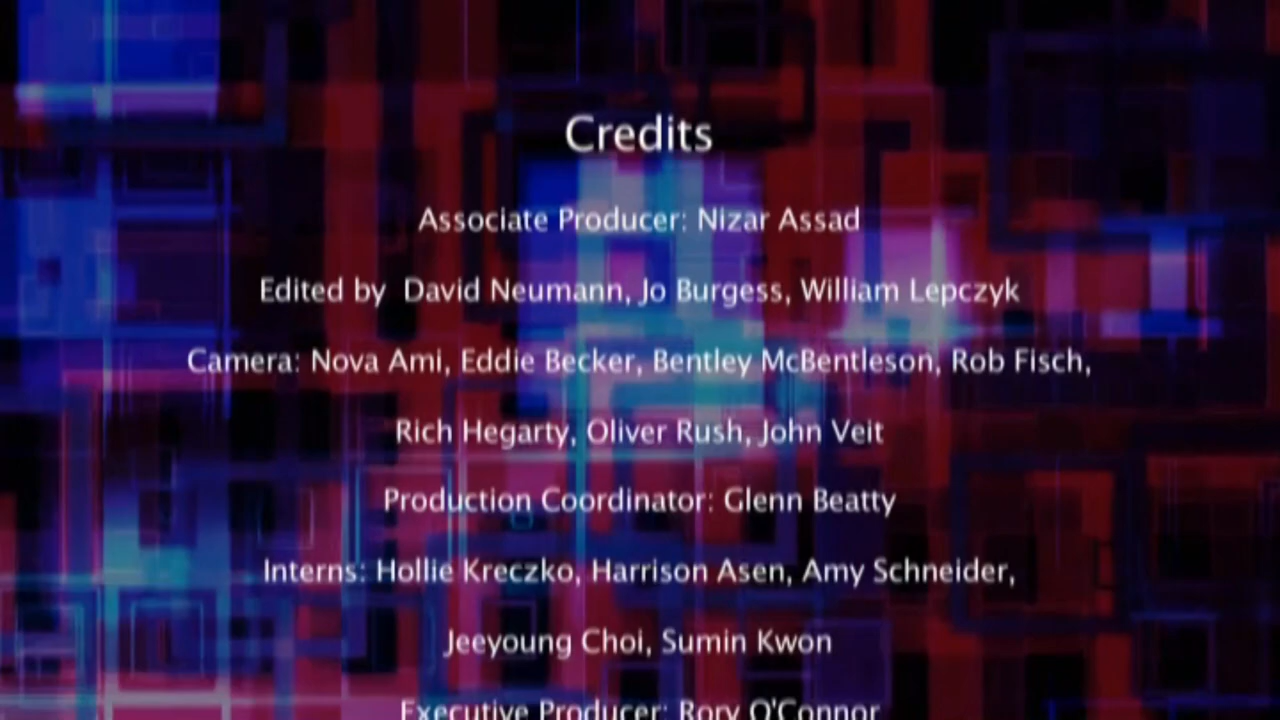 Credits
Associate Producer: Nizar Assad
Edited by  David Neumann, Jo Burgess, William Lepczyk
Camera: Nova Ami, Eddie Becker, Bentley McBentleson, Rob Fisch,
Rich Hegarty, Oliver Rush, John Veit
Production Coordinator: Glenn Beatty
Interns: Hollie Kreczko, Harrison Asen, Amy Schneider,
Jeeyoung Choi, Sumin Kwon
Executive Producer: Rory O'Connor